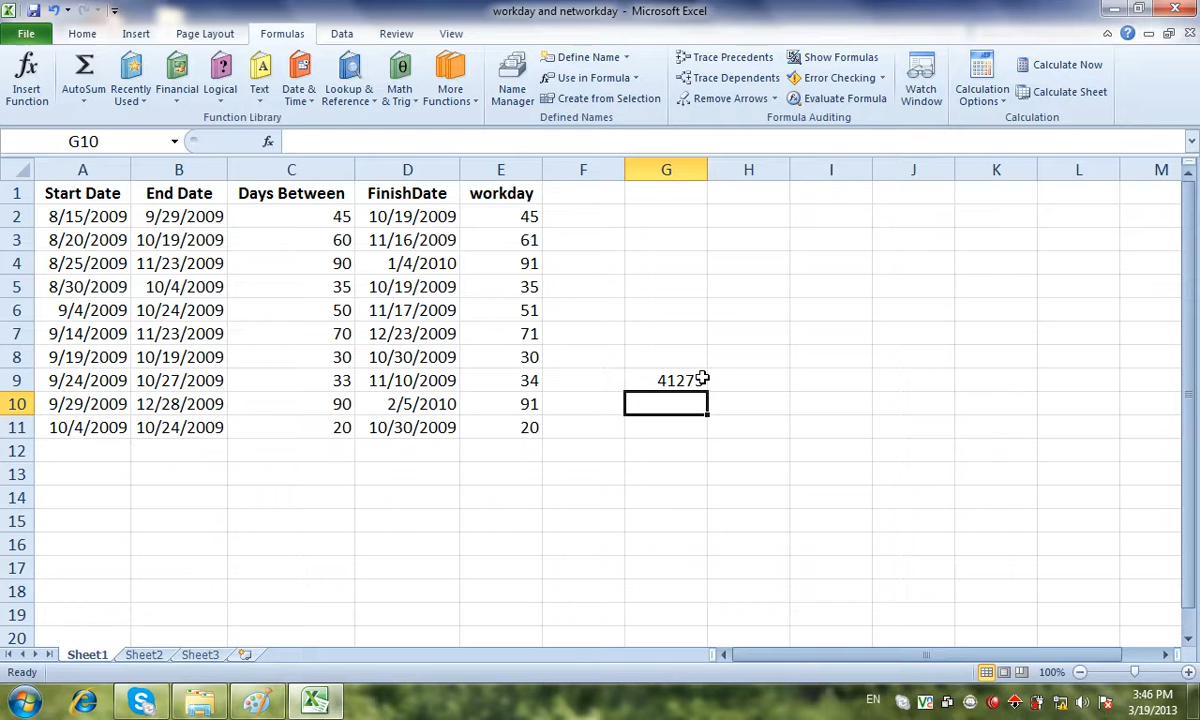 workday and networkday - Microsoft Excel
File Home Insert Page Layout Formulas Data Review View
Insert Function
AutoSum
Recently Used
Financial
Logical
Text
Date & Time
Lookup & Reference
Math & Trig
More Functions
Function Library
Name Manager
Define Name
Use in Formula
Create from Selection
Defined Names
Trace Precedents
Trace Dependents
Remove Arrows
Show Formulas
Error Checking
Evaluate Formula
Formula Auditing
Watch Window
Calculation Options
Calculate Now
Calculate Sheet
Calculation
G10 fx
A B C D E F G H I J K L M
1 Start Date End Date Days Between FinishDate workday
2 8/15/2009 9/29/2009 45 10/19/2009 45
3 8/20/2009 10/19/2009 60 11/16/2009 61
4 8/25/2009 11/23/2009 90 1/4/2010 91
5 8/30/2009 10/4/2009 35 10/19/2009 35
6 9/4/2009 10/24/2009 50 11/17/2009 51
7 9/14/2009 11/23/2009 70 12/23/2009 71
8 9/19/2009 10/19/2009 30 10/30/2009 30
9 9/24/2009 10/27/2009 33 11/10/2009 34 41275
10 9/29/2009 12/28/2009 90 2/5/2010 91
11 10/4/2009 10/24/2009 20 10/30/2009 20
12
13
14
15
16
17
18
19
20
Sheet1 Sheet2 Sheet3
Ready 100%
EN 3:46 PM
3/19/2013